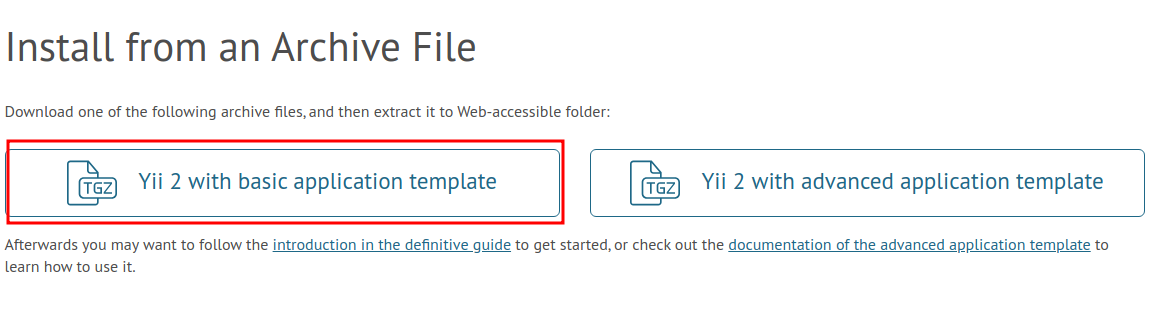 Install from an Archive File
Download one of the following archive files, and then extract it to Web-accessible folder:
TGZ Yii 2 with basic application template
TGZ Yii 2 with advanced application template
Afterwards you may want to follow the introduction in the definitive guide to get started, or check out the documentation of the advanced application template to
learn how to use it.